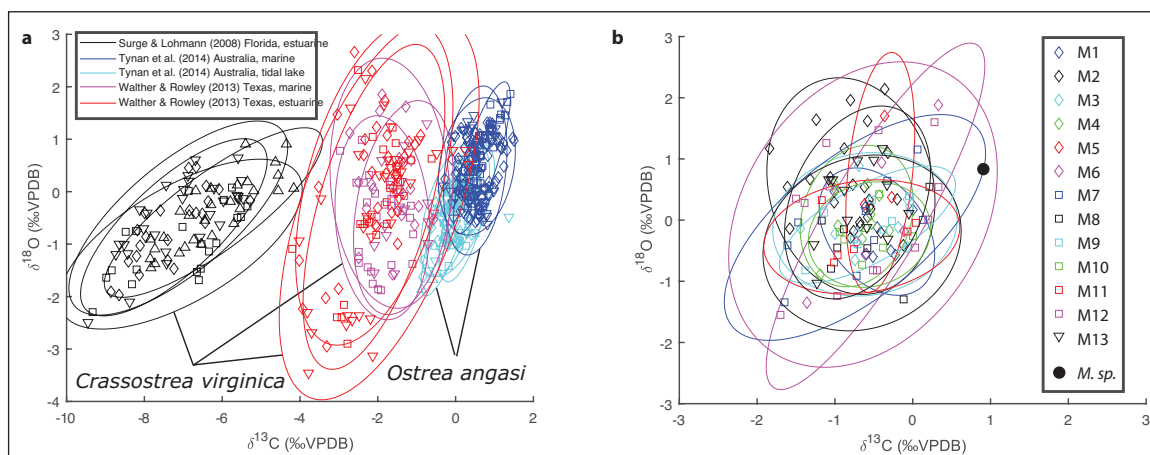 a
Surge & Lohmann (2008) Florida, estuarine
Tynan et al. (2014) Australia, marine
Tynan et al. (2014) Australia, tidal lake
Walther & Rowley (2013) Texas, marine
Walther & Rowley (2013) Texas, estuarine
3
2
1
0
-1
-2
-3
-4
δ18O (‰VPDB)
Crassostrea virginica
Ostrea angasi
-10
-8
-6
-4
-2
0
2
δ13C (‰VPDB)
b
3
2
1
0
-1
-2
-3
δ18O (‰VPDB)
M1
M2
M3
M4
M5
M6
M7
M8
M9
M10
M11
M12
M13
M. sp.
-3
-2
-1
0
1
2
3
δ13C (‰VPDB)